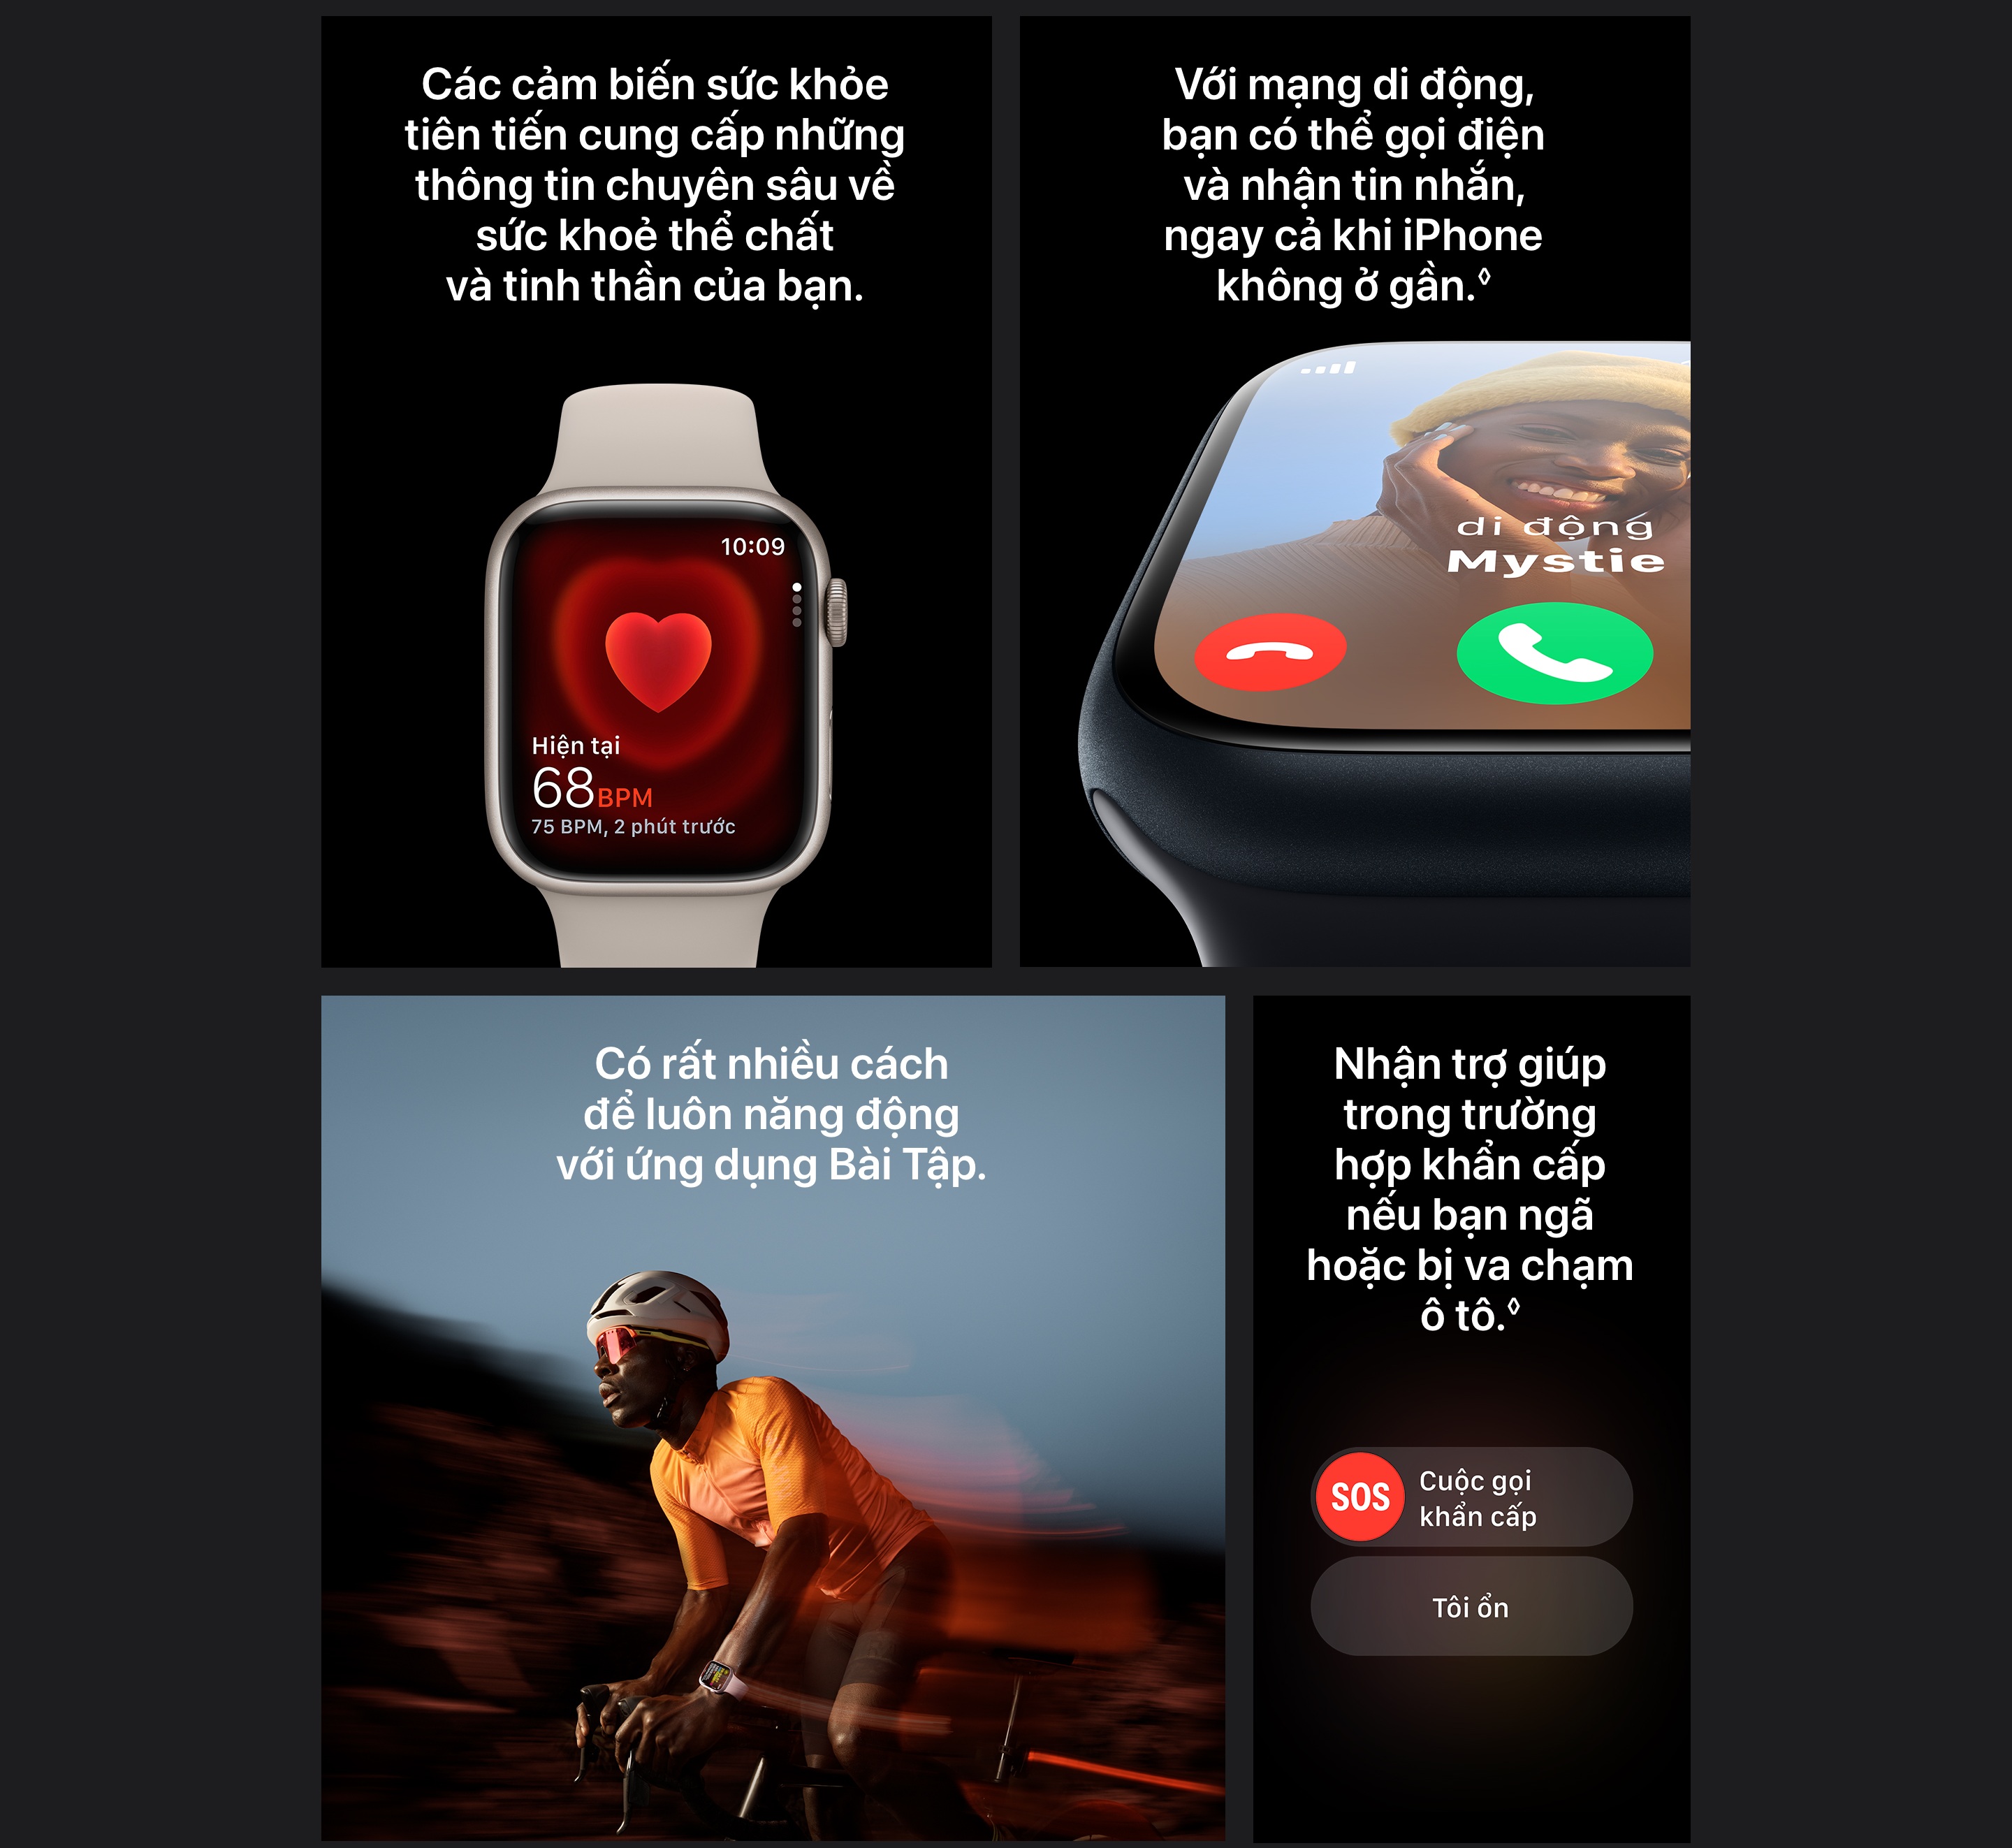 Các cảm biến sức khỏe
tiên tiến cung cấp những
thông tin chuyên sâu về
sức khoẻ thể chất
và tinh thần của bạn.
10:09
Hiện tại
68BPM
75 BPM, 2 phút trước
Với mạng di động,
bạn có thể gọi điện
và nhận tin nhắn,
ngay cả khi iPhone
không ở gần.◊
di động
Mystie
Có rất nhiều cách
để luôn năng động
với ứng dụng Bài Tập.
Nhận trợ giúp
trong trường
hợp khẩn cấp
nếu bạn ngã
hoặc bị va chạm
ô tô.◊
SOS
Cuộc gọi
khẩn cấp
Tôi ổn